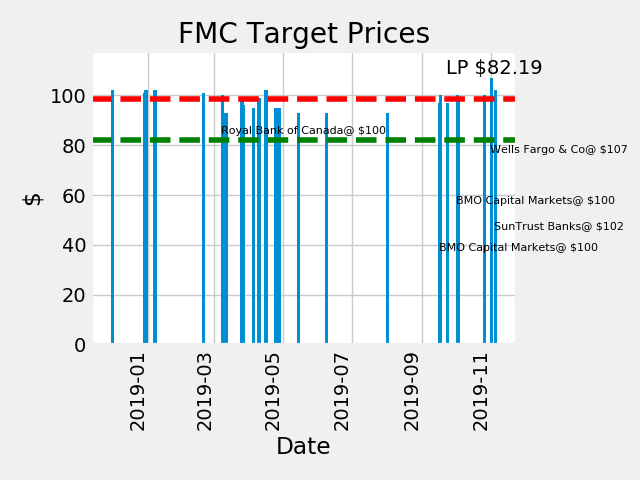 FMC Target Prices
LP $82.19
100
Royal Bank of Canada@ $100
80
Wells Fargo & Co@ $107
60
BMO Capital Markets@ $100
$
SunTrust Banks@ $102
40
BMO Capital Markets@ $100
20
0
2019-01
2019-03
2019-05
2019-07
2019-09
2019-11
Date